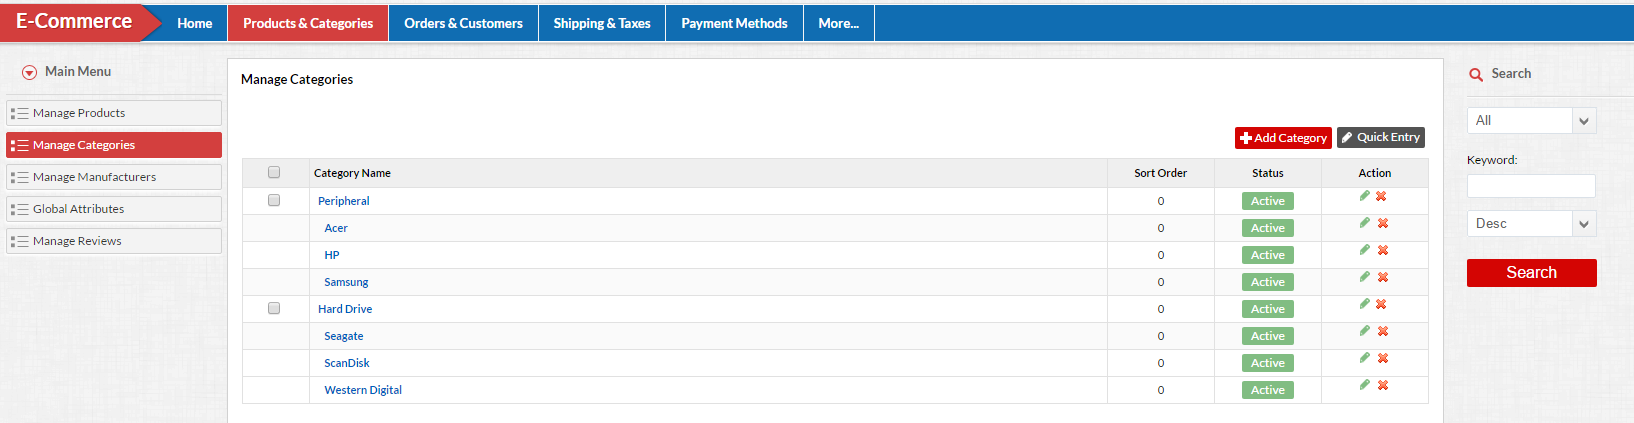 E-Commerce Home Products & Categories Orders & Customers Shipping & Taxes Payment Methods More...
Main Menu
Manage Products
Manage Categories
Manage Manufacturers
Global Attributes
Manage Reviews
Manage Categories
Add Category Quick Entry
Category Name Sort Order Status Action
Peripheral 0 Active
Acer 0 Active
HP 0 Active
Samsung 0 Active
Hard Drive 0 Active
Seagate 0 Active
ScanDisk 0 Active
Western Digital 0 Active
Search
All
Keyword:
Desc
Search